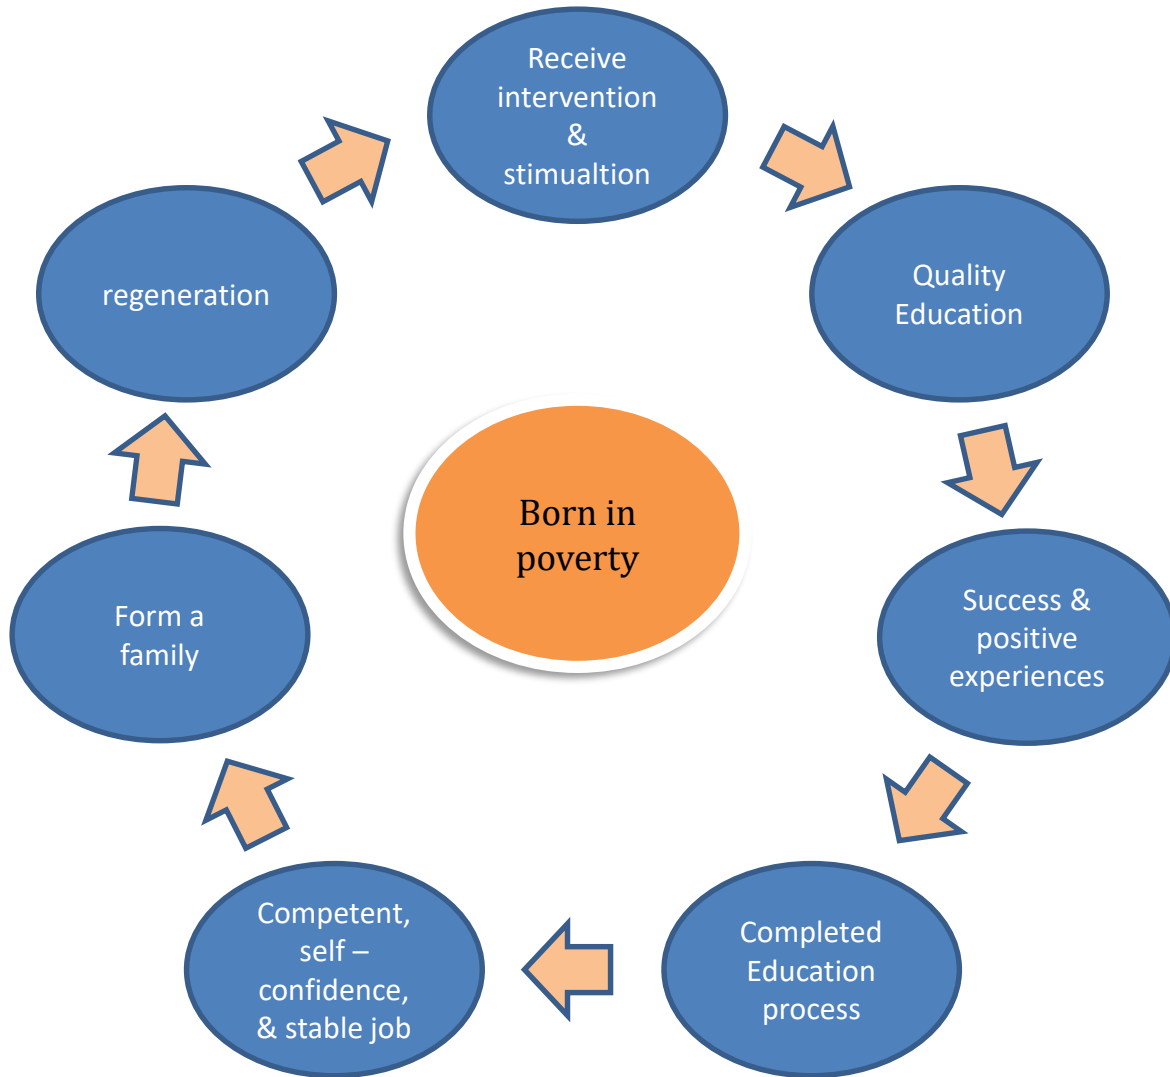 Receive
intervention
&
stimualtion
Quality
Education
Success &
positive
experiences
Completed
Education
process
Competent,
self –
confidence,
& stable job
Form a
family
regeneration
Born in
poverty